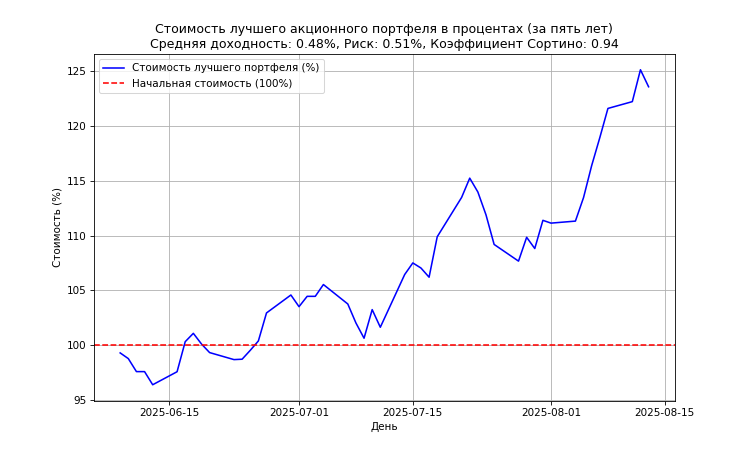 Стоимость лучшего акционного портфеля в процентах (за пять лет)
Средняя доходность: 0.48%, Риск: 0.51%, Коэффициент Сортино: 0.94
Стоимость лучшего портфеля (%)
Начальная стоимость (100%)
Стоимость (%)
125
120
115
110
105
100
95
2025-06-15
2025-07-01
2025-07-15
2025-08-01
2025-08-15
День